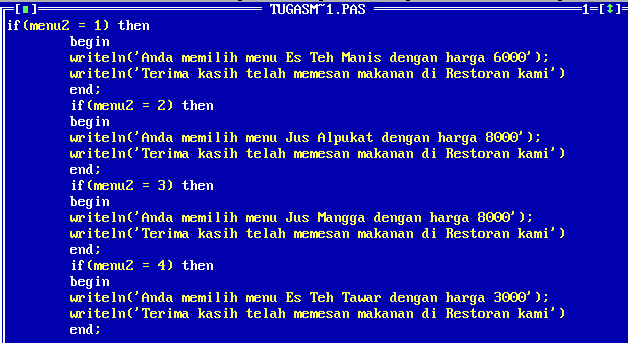 [■] TUGASM~1.PAS 1=[↕]
if(menu2 = 1) then
begin
writeln('Anda memilih menu Es Teh Manis dengan harga 6000');
writeln('Terima kasih telah memesan makanan di Restoran kami')
end;
if(menu2 = 2) then
begin
writeln('Anda memilih menu Jus Alpukat dengan harga 8000');
writeln('Terima kasih telah memesan makanan di Restoran kami')
end;
if(menu2 = 3) then
begin
writeln('Anda memilih menu Jus Mangga dengan harga 8000');
writeln('Terima kasih telah memesan makanan di Restoran kami')
end;
if(menu2 = 4) then
begin
writeln('Anda memilih menu Es Teh Tawar dengan harga 3000');
writeln('Terima kasih telah memesan makanan di Restoran kami')
end;